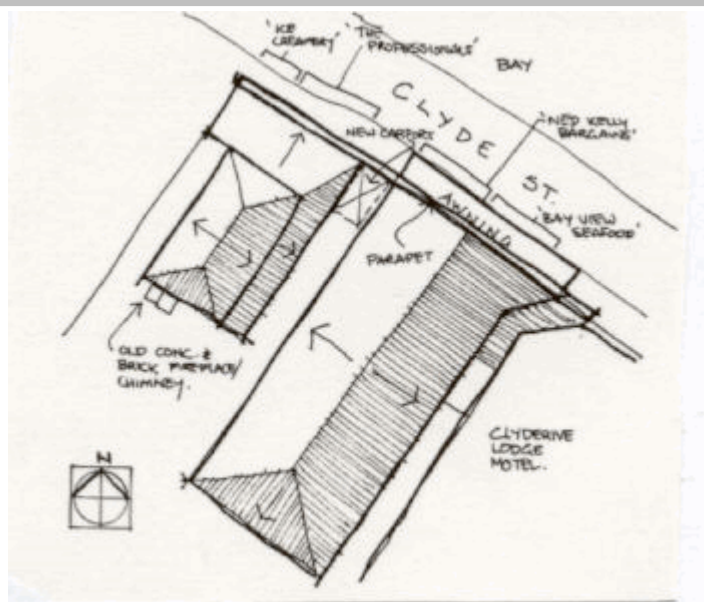 'ICE
CREAMERY'
'THE
PROFESSIONALS'
BAY
CLYDE ST.
'NED KELLY
BARGAINS'
NEW CARPORT
AWNING
'BAY VIEW
SEAFOOD'
PARAPET
OLD CONC. &
BRICK FIREPLACE/
CHIMNEY.
CLYDERIVE
LODGE
MOTEL.
N